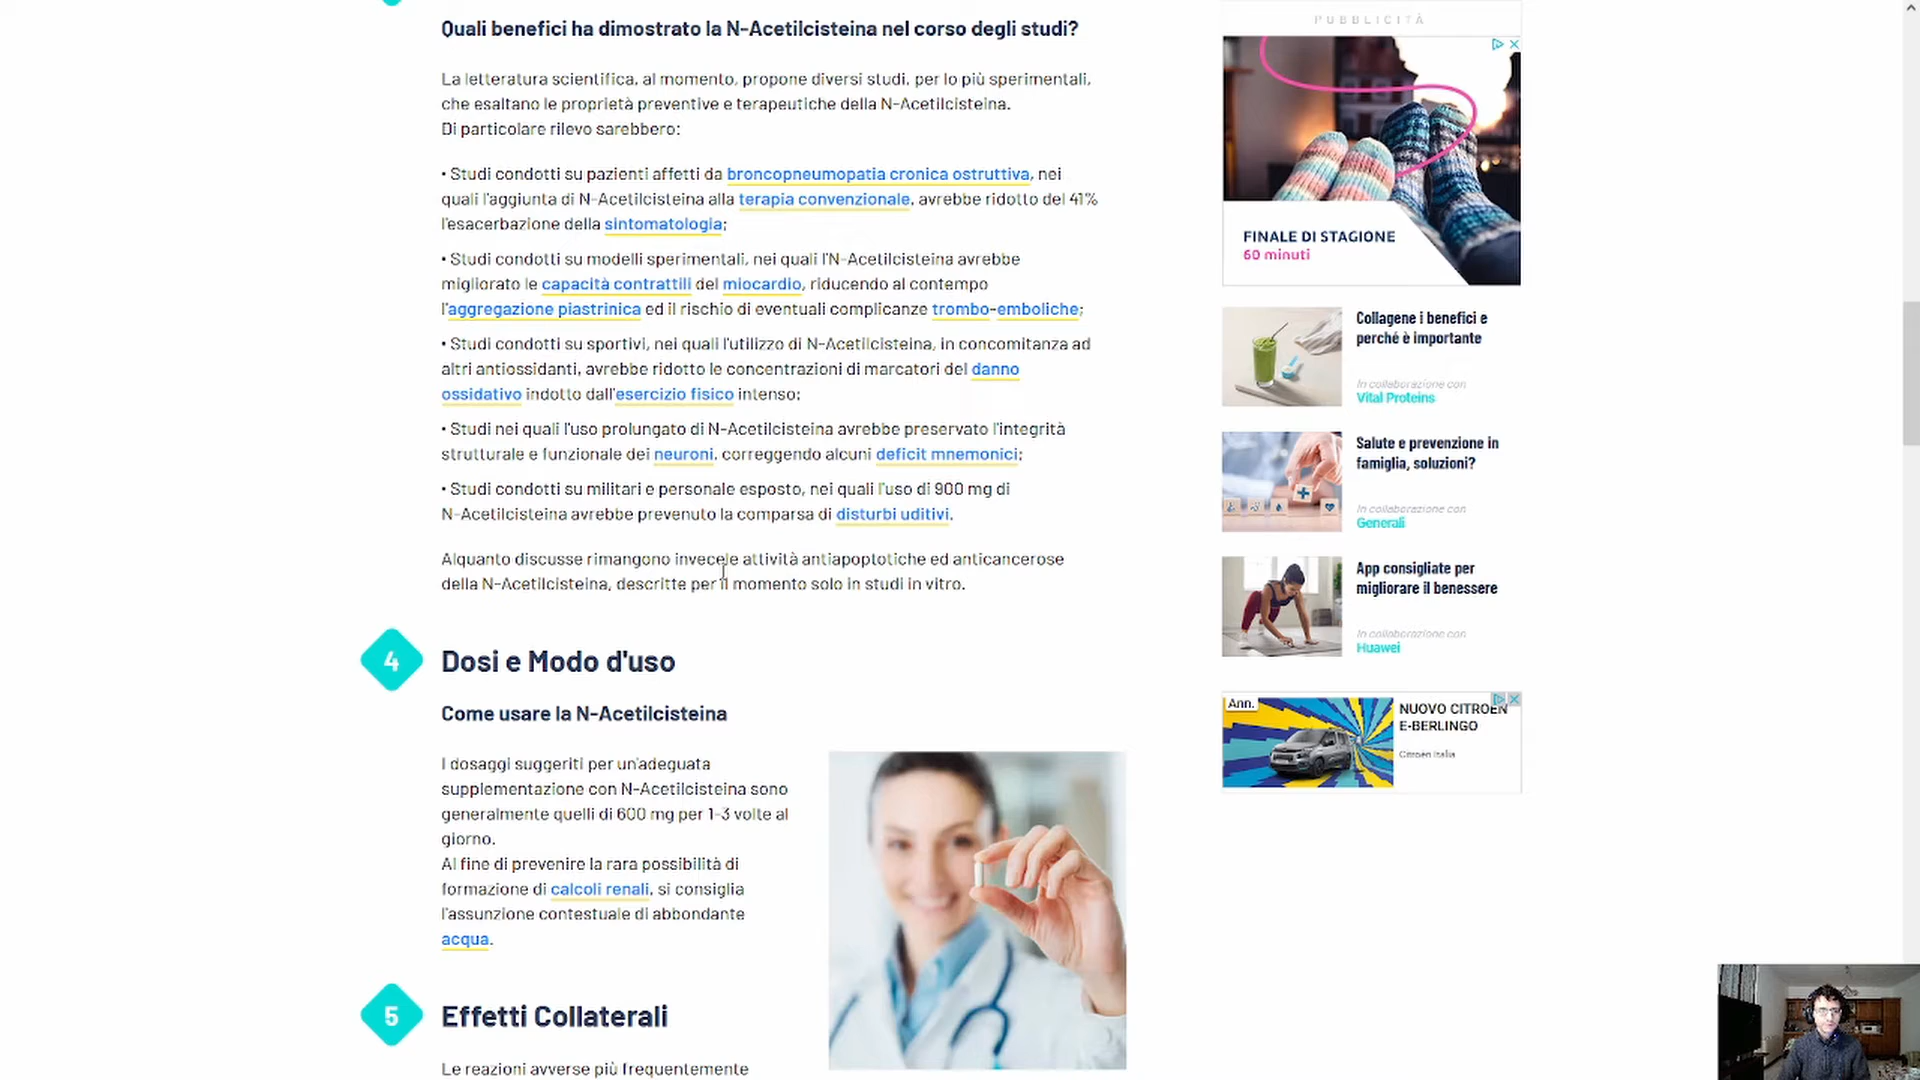 Quali benefici ha dimostrato la N-Acetilcisteina nel corso degli studi?
La letteratura scientifica, al momento, propone diversi studi, per lo più sperimentali,
che esaltano le proprietà preventive e terapeutiche della N-Acetilcisteina.
Di particolare rilievo sarebbero:
• Studi condotti su pazienti affetti da broncopneumopatia cronica ostruttiva, nei
quali l'aggiunta di N-Acetilcisteina alla terapia convenzionale, avrebbe ridotto del 41%
l'esacerbazione della sintomatologia;
• Studi condotti su modelli sperimentali, nei quali l'N-Acetilcisteina avrebbe
migliorato le capacità contrattili del miocardio, riducendo al contempo
l'aggregazione piastrinica ed il rischio di eventuali complicanze trombo-emboliche;
• Studi condotti su sportivi, nei quali l'utilizzo di N-Acetilcisteina, in concomitanza ad
altri antiossidanti, avrebbe ridotto le concentrazioni di marcatori del danno
ossidativo indotto dall'esercizio fisico intenso;
• Studi nei quali l'uso prolungato di N-Acetilcisteina avrebbe preservato l'integrità
strutturale e funzionale dei neuroni, correggendo alcuni deficit mnemonici;
• Studi condotti su militari e personale esposto, nei quali l'uso di 900 mg di
N-Acetilcisteina avrebbe prevenuto la comparsa di disturbi uditivi.
Alquanto discusse rimangono invece le attività antiapoptotiche ed anticancerose
della N-Acetilcisteina, descritte per il momento solo in studi in vitro.
4
Dosi e Modo d'uso
Come usare la N-Acetilcisteina
I dosaggi suggeriti per un'adeguata
supplementazione con N-Acetilcisteina sono
generalmente quelli di 600 mg per 1-3 volte al
giorno.
Al fine di prevenire la rara possibilità di
formazione di calcoli renali, si consiglia
l'assunzione contestuale di abbondante
acqua.
5
Effetti Collaterali
Le reazioni avverse più frequentemente
PUBBLICITÀ
FINALE DI STAGIONE
60 minuti
Collagene i benefici e
perché è importante
In collaborazione con
Vital Proteins
Salute e prevenzione in
famiglia, soluzioni?
In collaborazione con
Generali
App consigliate per
migliorare il benessere
In collaborazione con
Huawei
Ann.
NUOVO CITROËN
E-BERLINGO
Citroën Italia